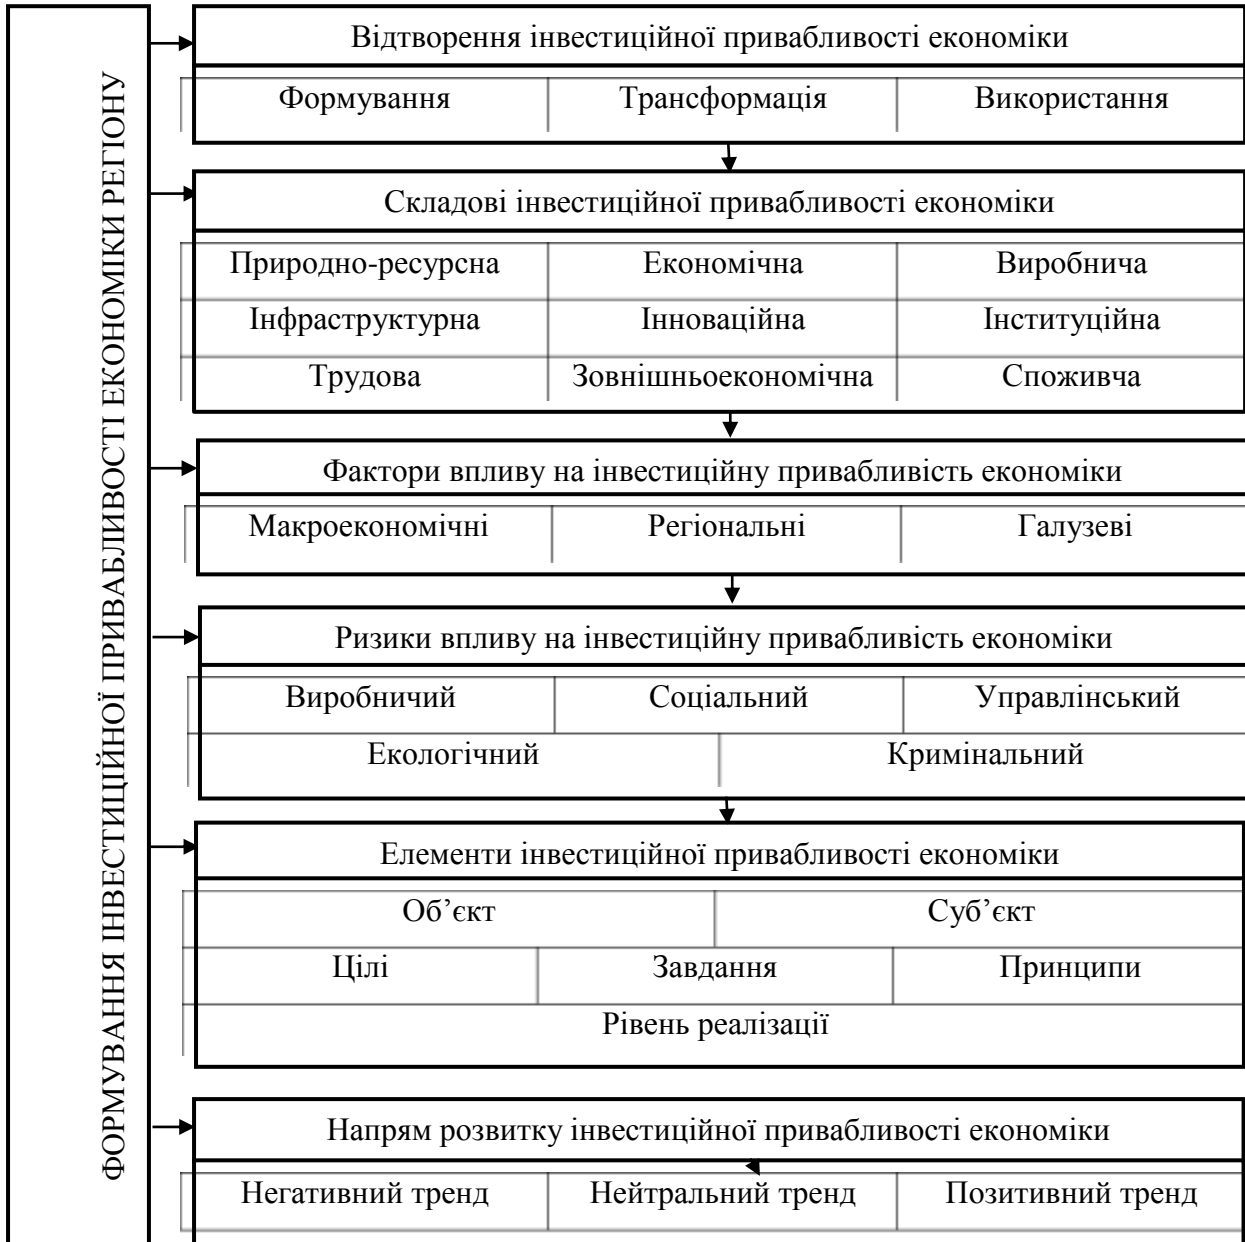 ФОРМУВАННЯ ІНВЕСТИЦІЙНОЇ ПРИВАБЛИВОСТІ ЕКОНОМІКИ РЕГІОНУ
Відтворення інвестиційної привабливості економіки
Формування Трансформація Використання
Складові інвестиційної привабливості економіки
Природно-ресурсна Економічна Виробнича
Інфраструктурна Інноваційна Інституційна
Трудова Зовнішньоекономічна Споживча
Фактори впливу на інвестиційну привабливість економіки
Макроекономічні Регіональні Галузеві
Ризики впливу на інвестиційну привабливість економіки
Виробничий Соціальний Управлінський
Екологічний Кримінальний
Елементи інвестиційної привабливості економіки
Об’єкт Суб’єкт
Цілі Завдання Принципи
Рівень реалізації
Напрям розвитку інвестиційної привабливості економіки
Негативний тренд Нейтральний тренд Позитивний тренд